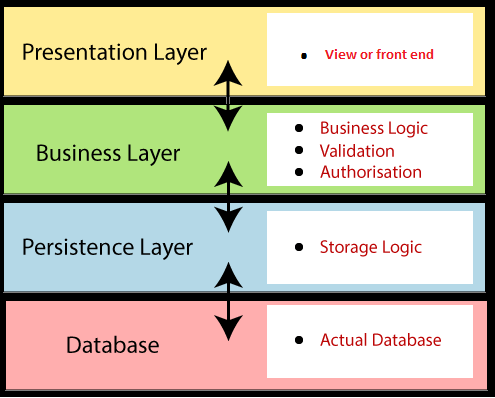 Presentation Layer
• View or front end
Business Layer
• Business Logic
• Validation
• Authorisation
Persistence Layer
• Storage Logic
Database
• Actual Database